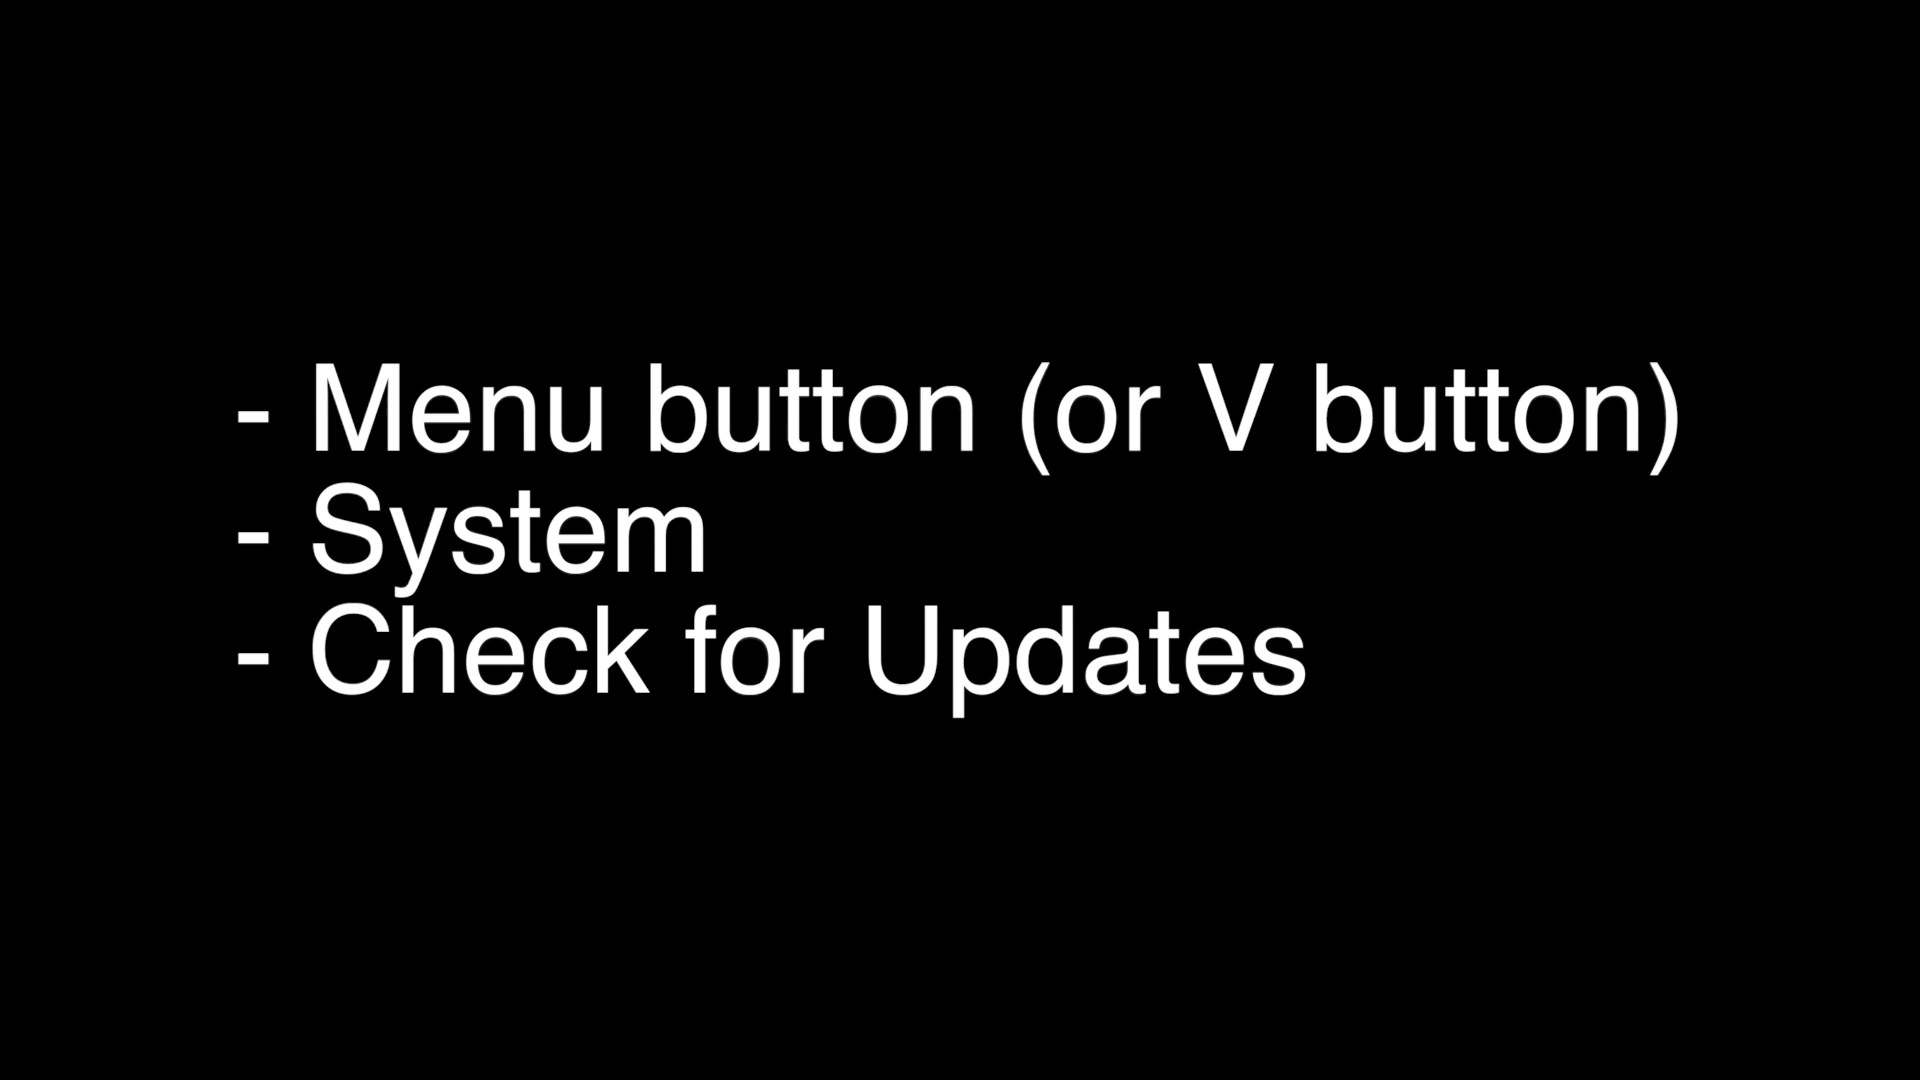 - Menu button (or V button)
- System
- Check for Updates